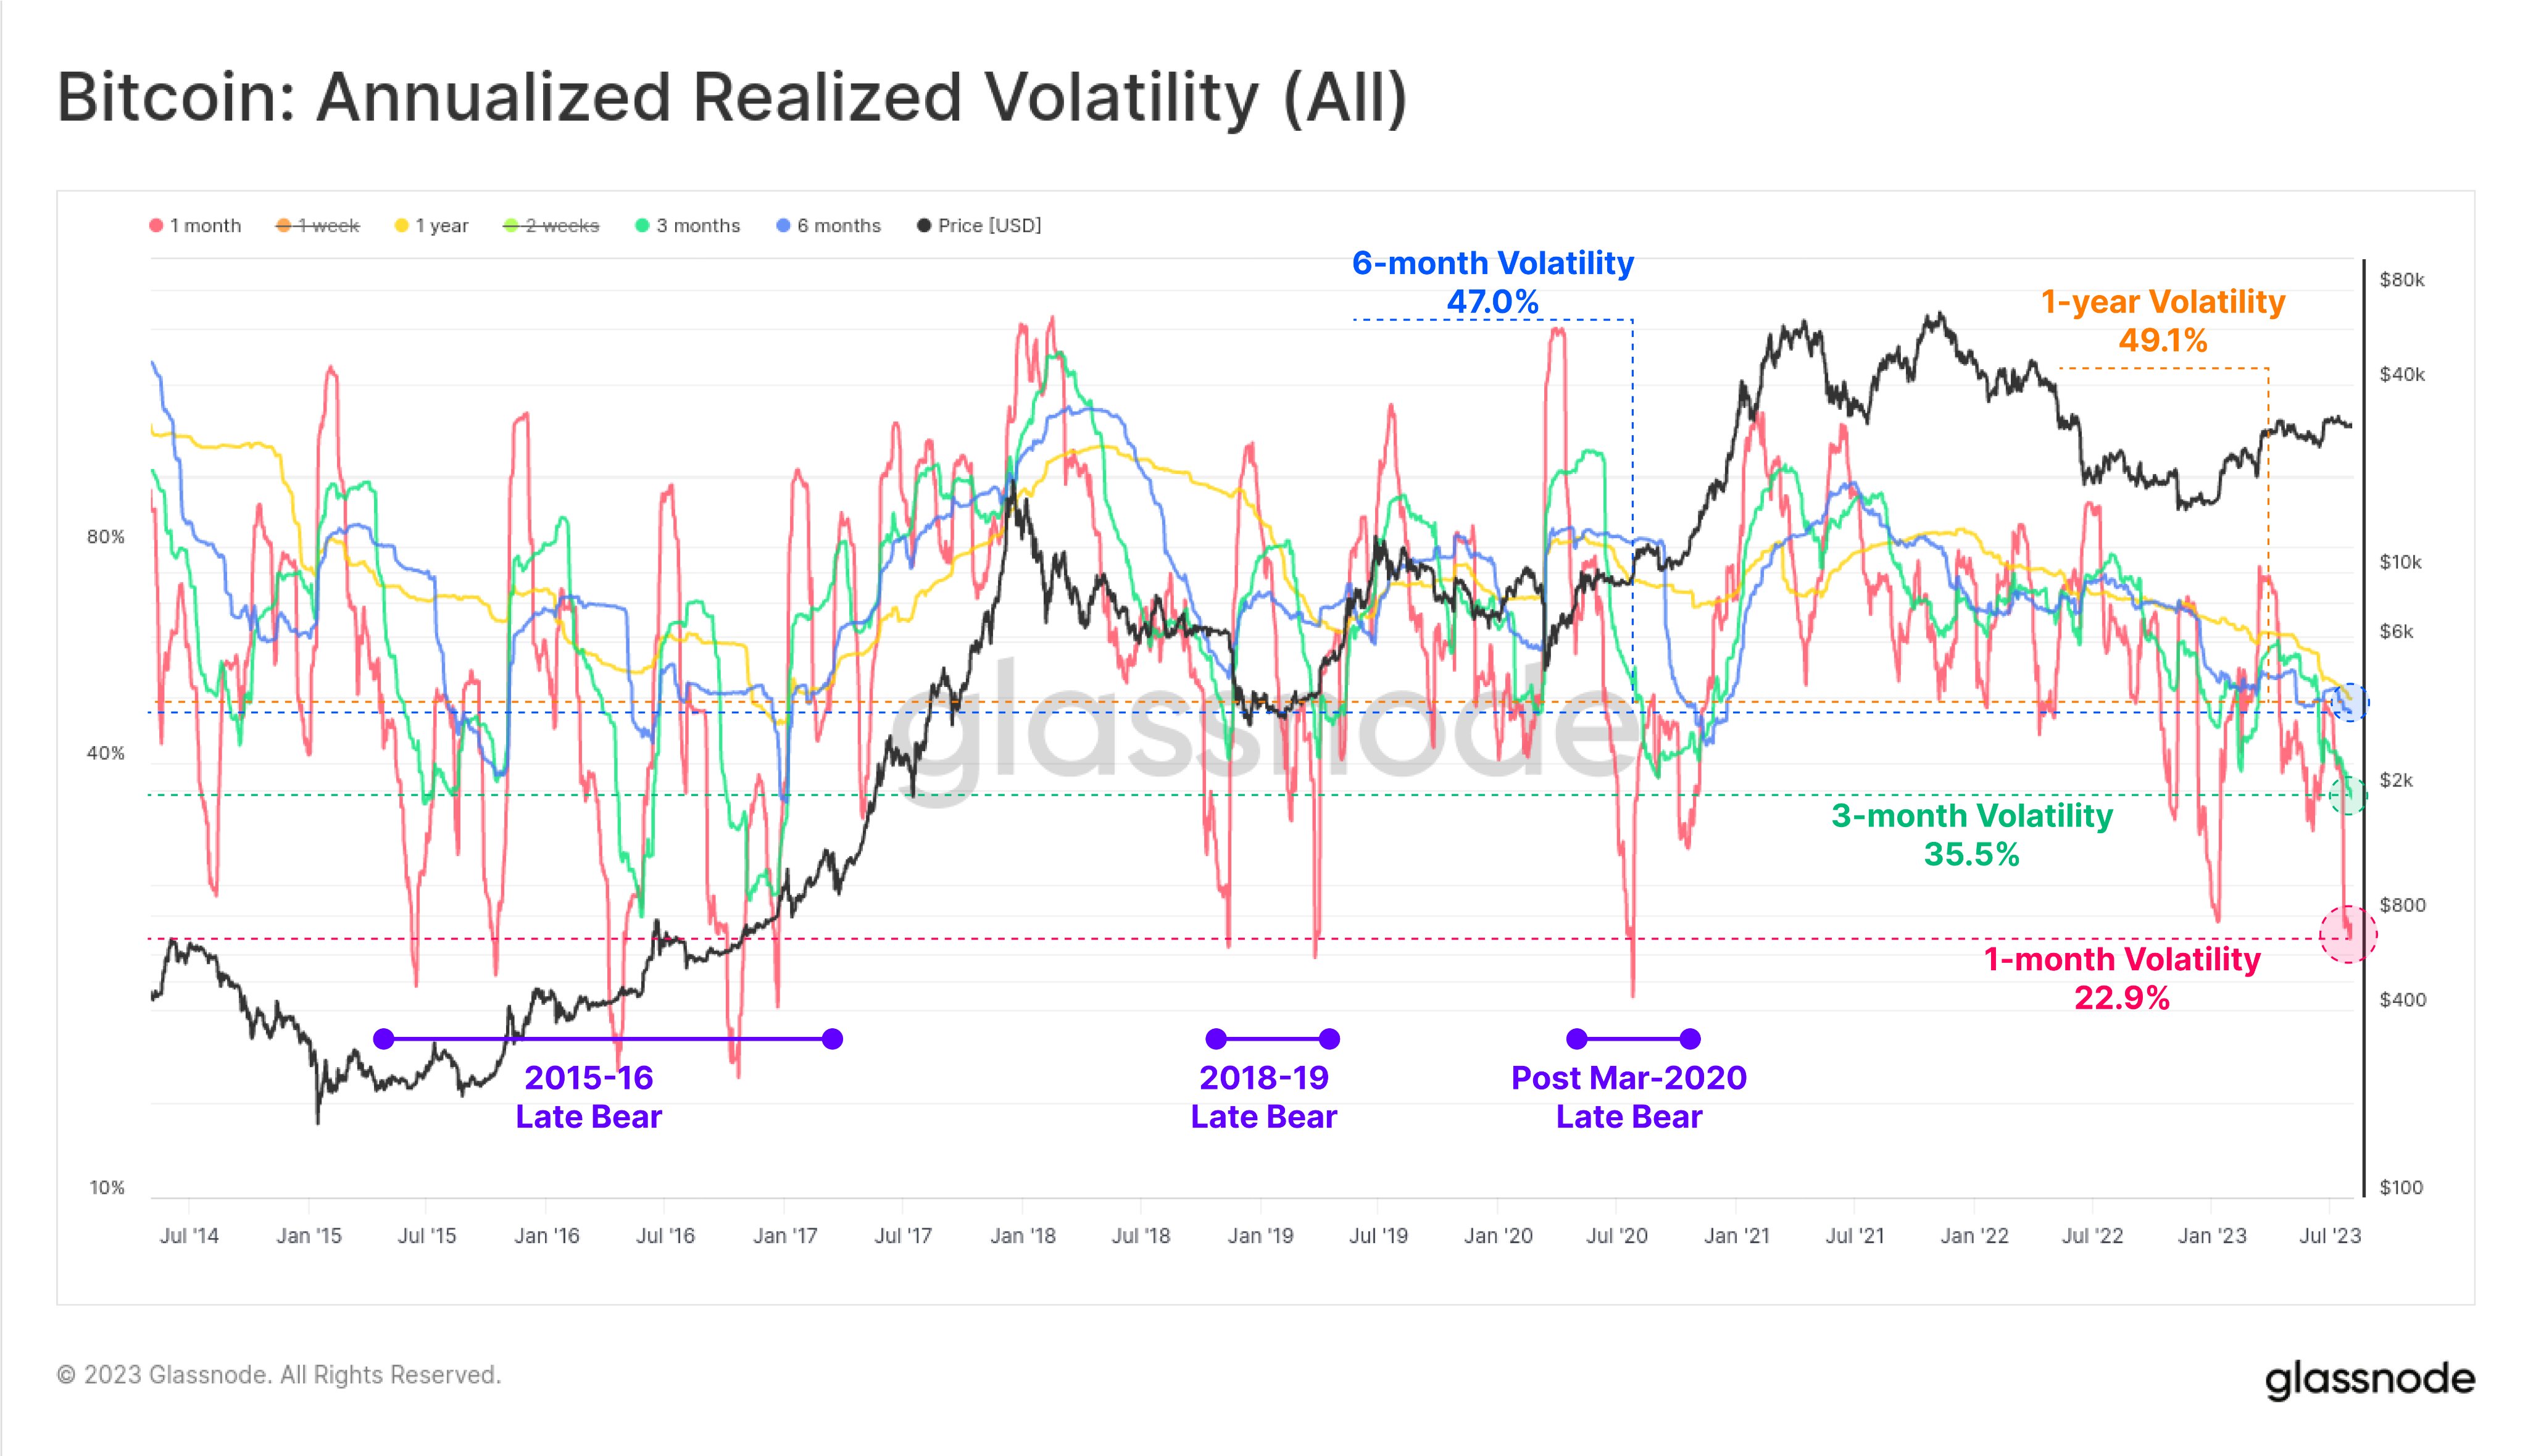 Bitcoin: Annualized Realized Volatility (All)
1 month
1 week
1 year
2 weeks
3 months
6 months
Price [USD]
6-month Volatility
47.0%
1-year Volatility
49.1%
80%
40%
10%
$80k
$40k
$10k
$6k
$2k
$800
$400
$100
glassnode
3-month Volatility
35.5%
1-month Volatility
22.9%
2015-16
Late Bear
2018-19
Late Bear
Post Mar-2020
Late Bear
Jul '14
Jan '15
Jul '15
Jan '16
Jul '16
Jan '17
Jul '17
Jan '18
Jul '18
Jan '19
Jul '19
Jan '20
Jul '20
Jan '21
Jul '21
Jan '22
Jul '22
Jan '23
Jul '23
© 2023 Glassnode. All Rights Reserved.
glassnode